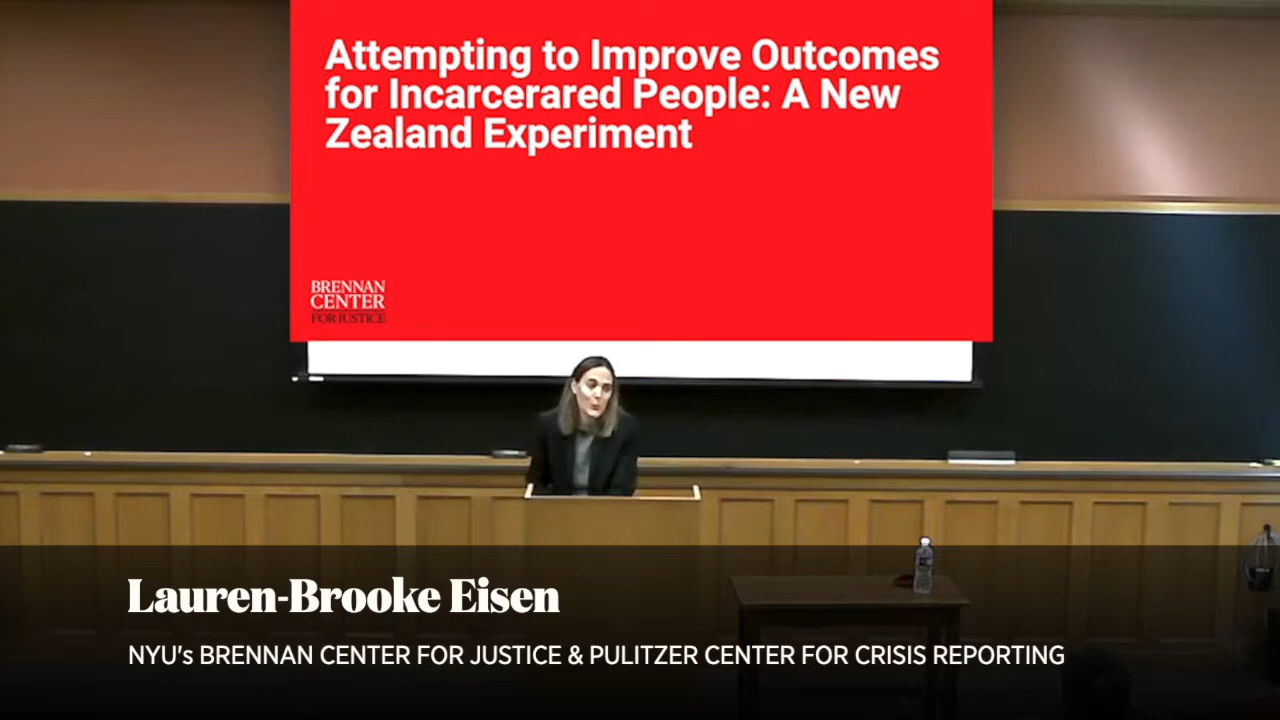 Attempting to Improve Outcomes
for Incarcerared People: A New
Zealand Experiment
BRENNAN
CENTER
FOR JUSTICE
Lauren-Brooke Eisen
NYU's BRENNAN CENTER FOR JUSTICE & PULITZER CENTER FOR CRISIS REPORTING